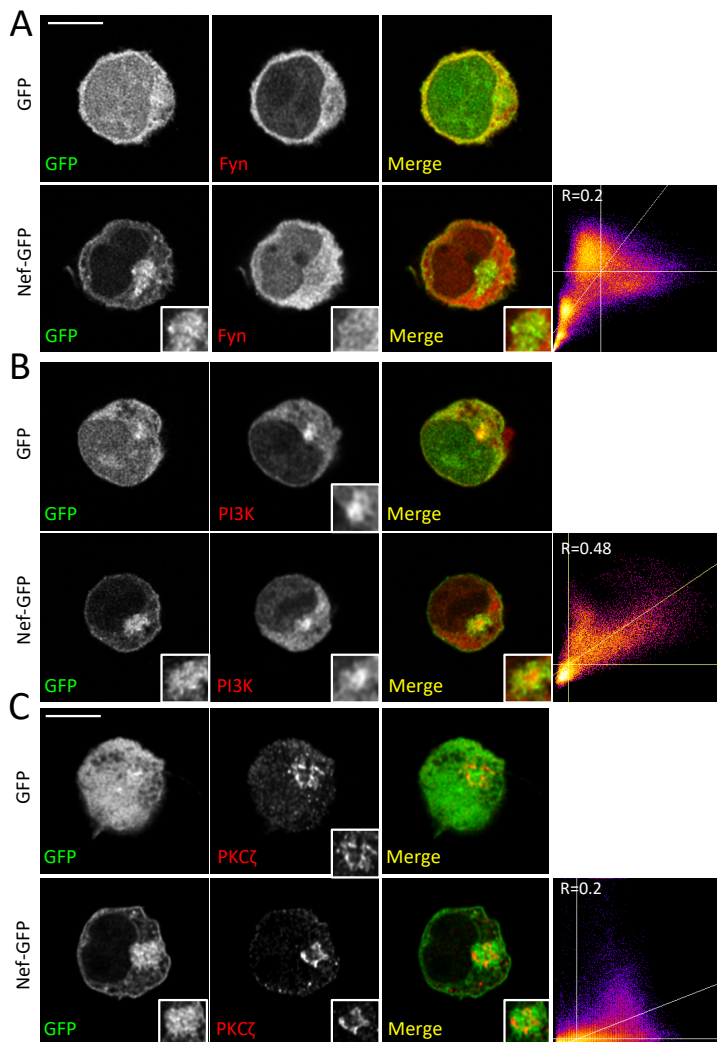 A
GFP
GFP
Fyn
Merge
Nef-GFP
GFP
Fyn
Merge
R=0.2
B
GFP
GFP
PI3K
Merge
Nef-GFP
GFP
PI3K
Merge
R=0.48
C
GFP
GFP
PKCζ
Merge
Nef-GFP
GFP
PKCζ
Merge
R=0.2